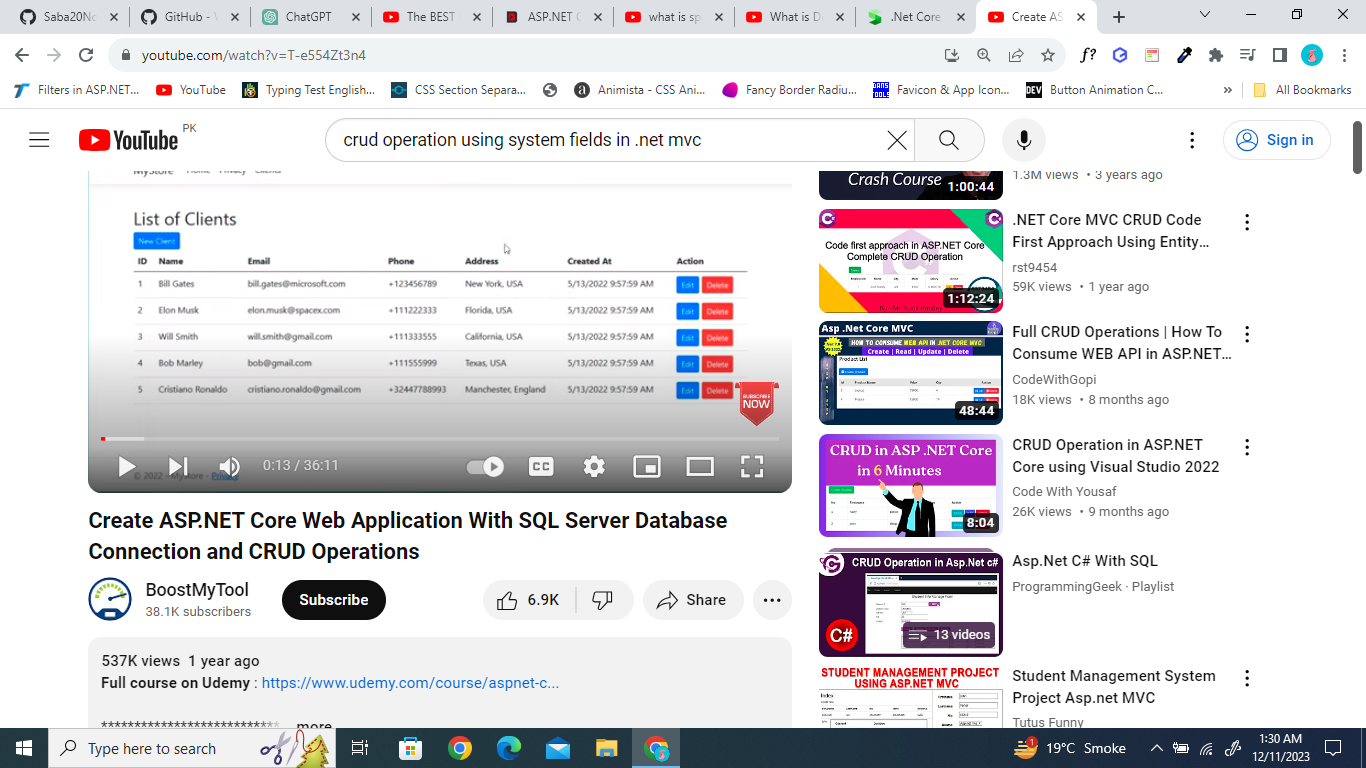 Saba20No
GitHub -
ChatGPT
The BEST
ASP.NET C
what is sp
What is D
.Net Core
Create AS
youtube.com/watch?v=T-e554Zt3n4
Filters in ASP.NET...
YouTube
Typing Test English...
CSS Section Separa...
Animista - CSS Ani...
Fancy Border Radiu...
Favicon & App Icon...
Button Animation C...
»
All Bookmarks
YouTube PK
crud operation using system fields in .net mvc
Sign in
MyStore Home Privacy Clients
List of Clients
New Client
ID Name Email Phone Address Created At Action
1 Bill Gates bill.gates@microsoft.com +123456789 New York, USA 5/13/2022 9:57:59 AM Edit Delete
2 Elon Musk elon.musk@spacex.com +111222333 Florida, USA 5/13/2022 9:57:59 AM Edit Delete
3 Will Smith will.smith@gmail.com +111333555 California, USA 5/13/2022 9:57:59 AM Edit Delete
4 Bob Marley bob@gmail.com +111555999 Texas, USA 5/13/2022 9:57:59 AM Edit Delete
5 Cristiano Ronaldo cristiano.ronaldo@gmail.com +32447788993 Manchester, England 5/13/2022 9:57:59 AM Edit Delete
SUBSCRIBE
NOW
0:13 / 36:11
CC
© 2022 - MyStore - Privacy
Create ASP.NET Core Web Application With SQL Server Database
Connection and CRUD Operations
BoostMyTool
38.1K subscribers
Subscribe
6.9K
Share
537K views 1 year ago
Full course on Udemy : https://www.udemy.com/course/aspnet-c...
...more
Crash Course
1:00:44
1.3M views • 3 years ago
Code first approach in ASP.NET Core
Complete CRUD Operation
1:12:24
.NET Core MVC CRUD Code
First Approach Using Entity...
rst9454
59K views • 1 year ago
Asp .Net Core MVC
HOW TO CONSUME WEB API IN .NET CORE MVC
Create | Read | Update | Delete
Product List
48:44
Full CRUD Operations | How To
Consume WEB API in ASP.NET...
CodeWithGopi
18K views • 8 months ago
CRUD in ASP .NET Core
in 6 Minutes
8:04
CRUD Operation in ASP.NET
Core using Visual Studio 2022
Code With Yousaf
26K views • 9 months ago
CRUD Operation in Asp.Net c#
C#
13 videos
Asp.Net C# With SQL
ProgrammingGeek · Playlist
STUDENT MANAGEMENT PROJECT
USING ASP.NET MVC
Index
Student Management System
Project Asp.net MVC
Tutus Funny
Type here to search
1
19°C Smoke
1:30 AM
12/11/2023